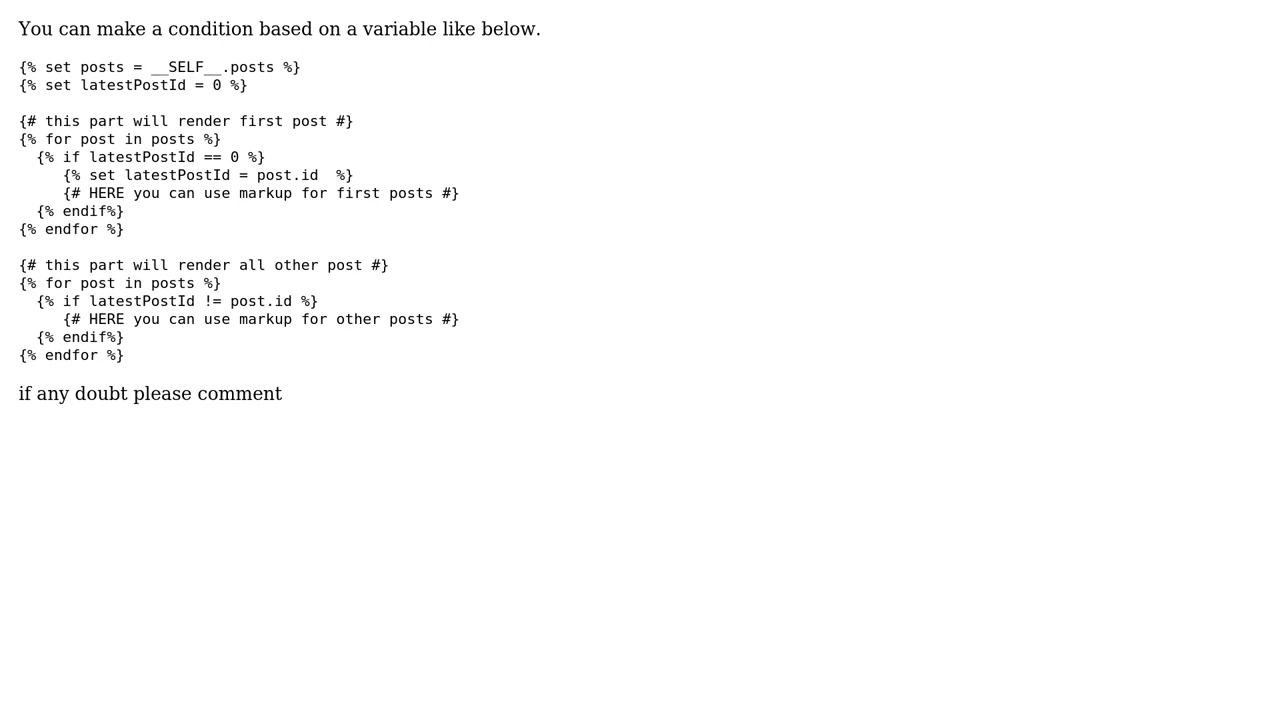 You can make a condition based on a variable like below.
{% set posts = __SELF__.posts %}
{% set latestPostId = 0 %}
{# this part will render first post #}
{% for post in posts %}
  {% if latestPostId == 0 %}
     {% set latestPostId = post.id  %}
     {# HERE you can use markup for first posts #}
  {% endif%}
{% endfor %}
{# this part will render all other post #}
{% for post in posts %}
  {% if latestPostId != post.id %}
     {# HERE you can use markup for other posts #}
  {% endif%}
{% endfor %}
if any doubt please comment